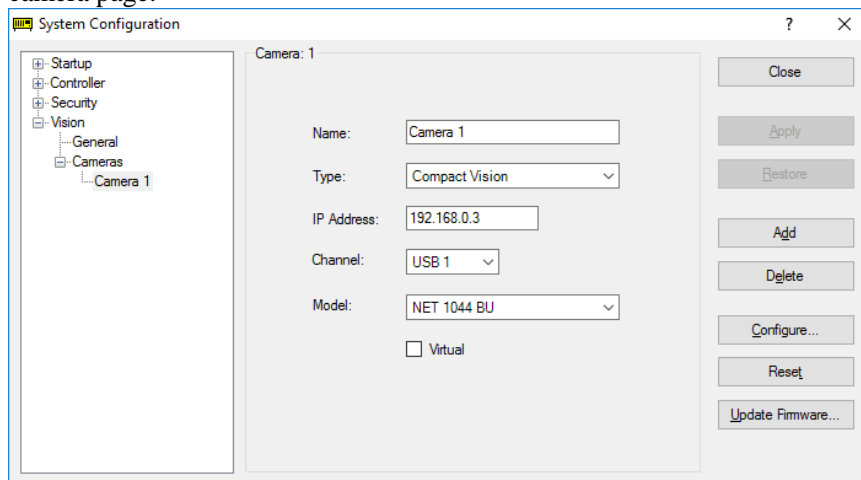 camera page.
System Configuration ?
Startup
Controller
Security
Vision
General
Cameras
Camera 1
Camera: 1
Name: Camera 1
Type: Compact Vision
IP Address: 192.168.0.3
Channel: USB 1
Model: NET 1044 BU
Virtual
Close
Apply
Restore
Add
Delete
Configure...
Reset
Update Firmware...